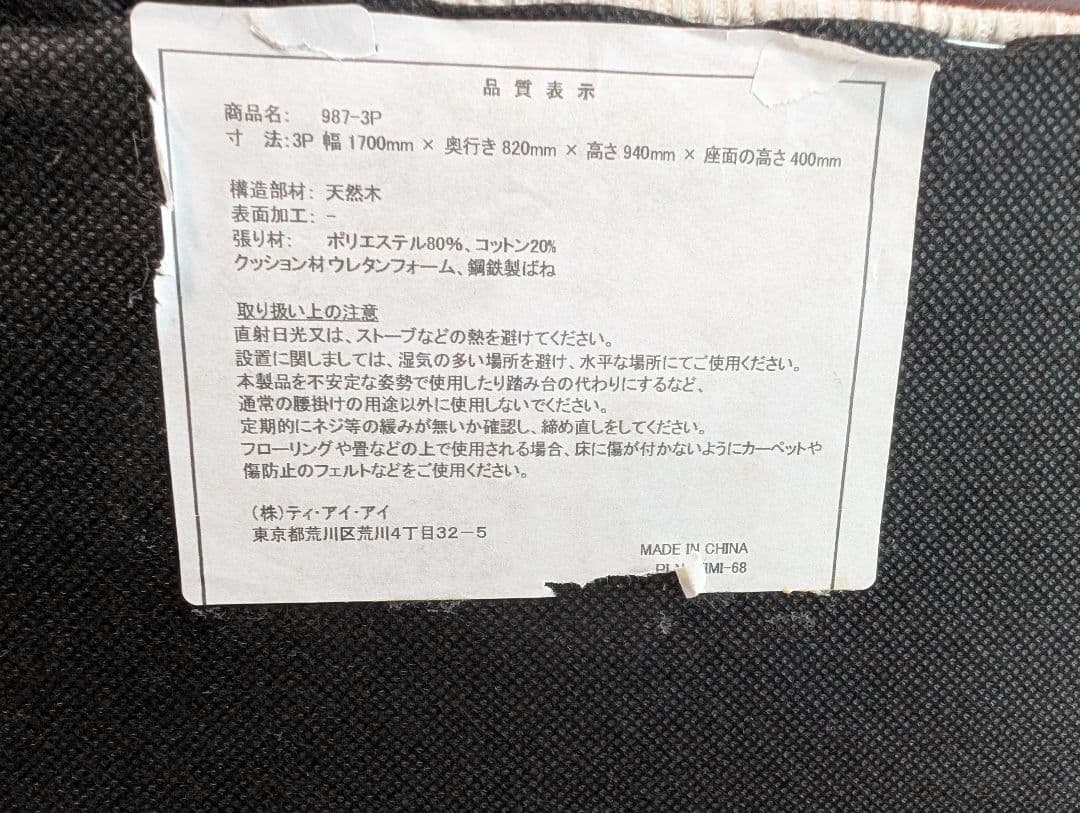 品質表示
商品名: 987-3P
寸 法:3P 幅 1700mm × 奥行き 820mm × 高さ 940mm × 座面の高さ 400mm
構造部材: 天然木
表面加工: -
張り材: ポリエステル80%、コットン20%
クッション材 ウレタンフォーム、鋼鉄製ばね
取り扱い上の注意
直射日光又は、ストーブなどの熱を避けてください。
設置に関しましては、湿気の多い場所を避け、水平な場所にてご使用ください。
本製品を不安定な姿勢で使用したり踏み台の代わりにするなど、
通常の腰掛けの用途以外に使用しないでください。
定期的にネジ等の緩みが無いか確認し、締め直しをしてください。
フローリングや畳などの上で使用される場合、床に傷が付かないようにカーペットや
傷防止のフェルトなどをご使用ください。
(株)ティ・アイ・アイ
東京都荒川区荒川4丁目32-5
MADE IN CHINA